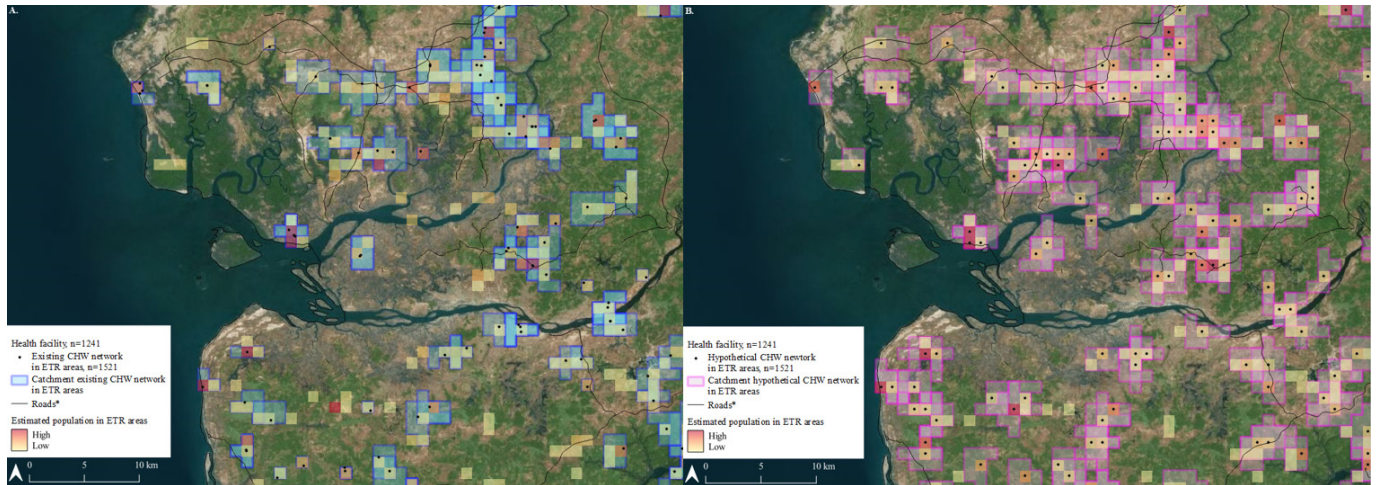 A.
Health facility, n=1241
Existing CHW network
in ETR areas, n=1521
Catchment existing CHW network
in ETR areas
Roads*
Estimated population in ETR areas
High
Low
0 5 10 km
B.
Health facility, n=1241
Hypothetical CHW network
in ETR areas, n=1521
Catchment hypothetical CHW network
in ETR areas
Roads*
Estimated population in ETR areas
High
Low
0 5 10 km